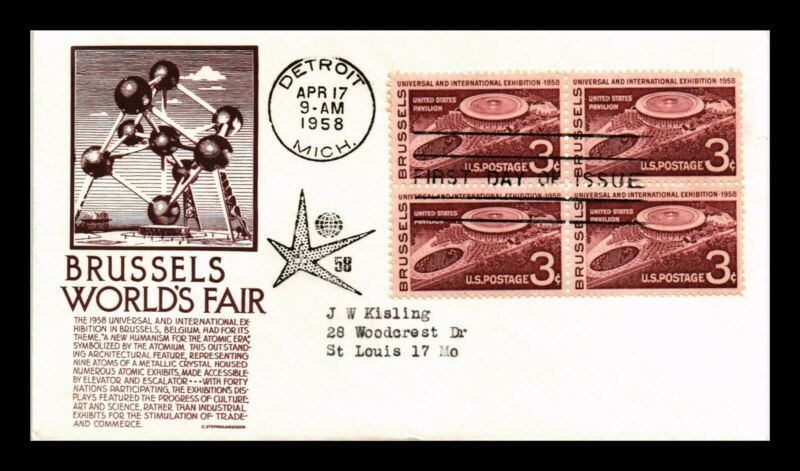 DETROIT
APR 17
9-AM
1958
MICH.
BRUSSELS
UNIVERSAL AND INTERNATIONAL EXHIBITION-1958
UNITED STATES
PAVILION
U.S.POSTAGE 3¢
BRUSSELS
UNIVERSAL AND INTERNATIONAL EXHIBITION-1958
UNITED STATES
PAVILION
U.S.POSTAGE 3¢
FIRST DAY OF ISSUE
BRUSSELS
UNIVERSAL AND INTERNATIONAL EXHIBITION-1958
UNITED STATES
PAVILION
U.S.POSTAGE 3¢
BRUSSELS
UNIVERSAL AND INTERNATIONAL EXHIBITION-1958
UNITED STATES
PAVILION
U.S.POSTAGE 3¢
58
BRUSSELS
WORLD'S FAIR
THE 1958 UNIVERSAL AND INTERNATIONAL EX-
HIBITION IN BRUSSELS, BELGIUM, HAD FOR ITS
THEME, "A NEW HUMANISM FOR THE ATOMIC ERA,"
SYMBOLIZED BY THE ATOMIUM. THIS OUTSTAND-
ING ARCHITECTURAL FEATURE, REPRESENTING
NINE ATOMS OF A METALLIC CRYSTAL HOUSED
NUMEROUS ATOMIC EXHIBITS, MADE ACCESSIBLE
BY ELEVATOR AND ESCALATOR---WITH FORTY
NATIONS PARTICIPATING, THE EXHIBITION'S DIS-
PLAYS FEATURED THE PROGRESS OF CULTURE,
ART AND SCIENCE, RATHER THAN INDUSTRIAL
EXHIBITS FOR THE STIMULATION OF TRADE-
AND COMMERCE.
C. STEPHEN ANDERSON
J W Kisling
28 Woodcrest Dr
St Louis 17 Mo